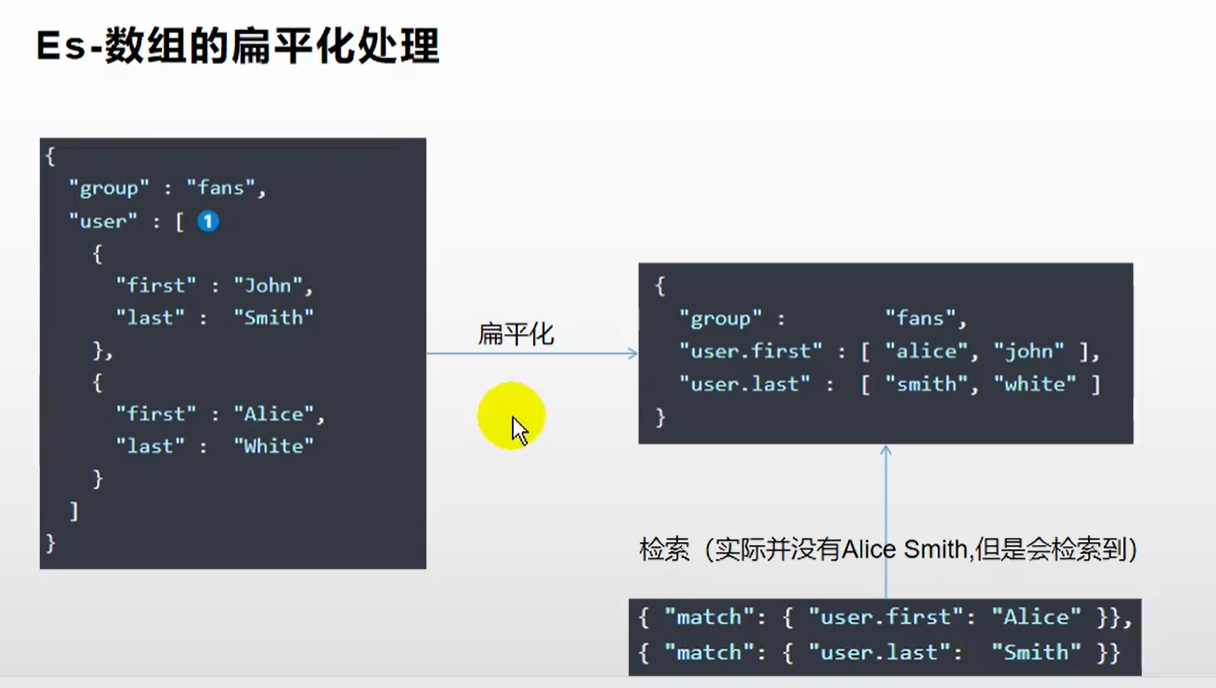 Es-数组的扁平化处理
{
"group" : "fans",
"user" : [ 1
{
"first" : "John",
"last" :  "Smith"
},
{
"first" : "Alice",
"last" :  "White"
}
]
}
扁平化
{
"group" :        "fans",
"user.first" : [ "alice", "john" ],
"user.last" :  [ "smith", "white" ]
}
检索（实际并没有Alice Smith,但是会检索到）
{ "match": { "user.first": "Alice" }},
{ "match": { "user.last":  "Smith" }}